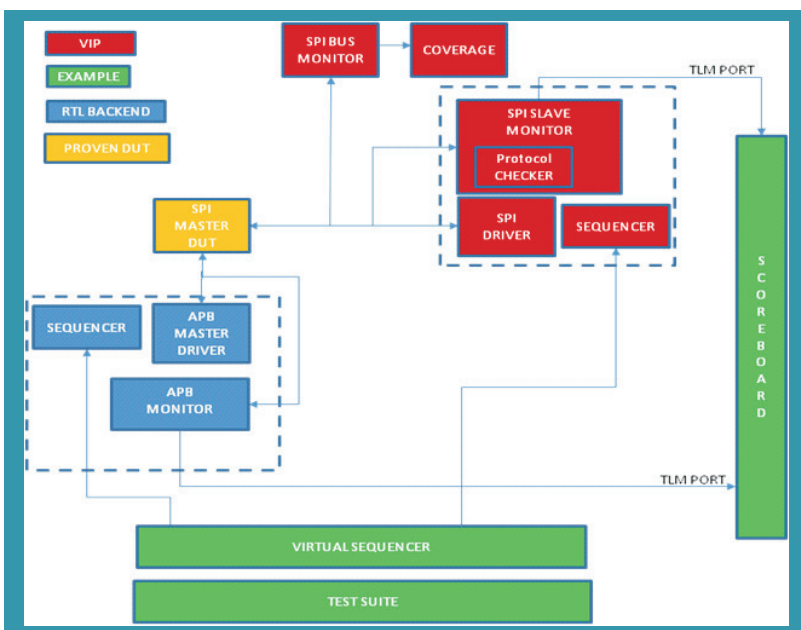 VIP
EXAMPLE
RTL BACKEND
PROVEN DUT
SPI BUS
MONITOR
COVERAGE
TLM PORT
SPI SLAVE
MONITOR
Protocol
CHECKER
SPI
DRIVER
SEQUENCER
SPI
MASTER
DUT
SEQUENCER
APB
MASTER
DRIVER
APB
MONITOR
SCOREBOARD
TLM PORT
VIRTUAL SEQUENCER
TEST SUITE